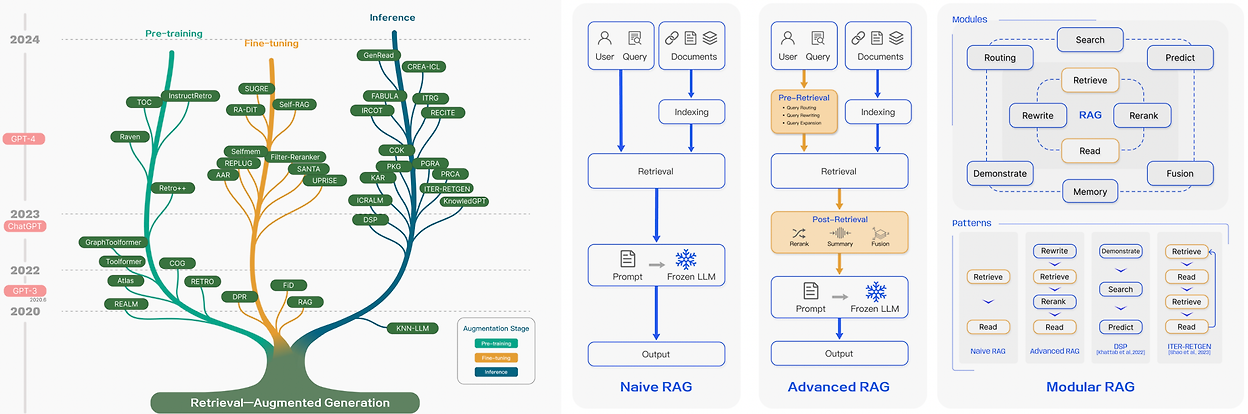 Inference
Pre-training
Fine-tuning
2024
GPT-4
2023
ChatGPT
2022
GPT-3
2020.6
2020
GenRead
CREA-ICL
TOC
InstructRetro
SUGRE
Self-RAG
RA-DIT
FABULA
ITRG
IRCOT
RECITE
Raven
Selfmem
Filter-Reranker
REPLUG
SANTA
AAR
UPRISE
COK
PKG
PGRA
KAR
PRCA
ITER-RETGEN
Retro++
ICRALM
KnowledGPT
DSP
GraphToolformer
Toolformer
COG
Atlas
RETRO
REALM
DPR
FiD
RAG
KNN-LLM
Augmentation Stage
Pre-training
Fine-tuning
Inference
Retrieval—Augmented Generation
User
Query
Documents
Indexing
Retrieval
Prompt
Frozen LLM
Output
Naive RAG
User
Query
Documents
Pre-Retrieval
• Query Routing
• Query Rewriting
• Query Expansion
Indexing
Retrieval
Post-Retrieval
Rerank
Summary
Fusion
Prompt
Frozen LLM
Output
Advanced RAG
Modules
Search
Routing
Predict
Retrieve
Rewrite
RAG
Rerank
Read
Demonstrate
Fusion
Memory
Patterns
Retrieve
Read
Naive RAG
Rewrite
Retrieve
Rerank
Read
Advanced RAG
Demonstrate
Search
Predict
DSP
[Khattab et al.,2022]
Retrieve
Read
Retrieve
Read
ITER-RETGEN
[Shao et al., 2023]
Modular RAG